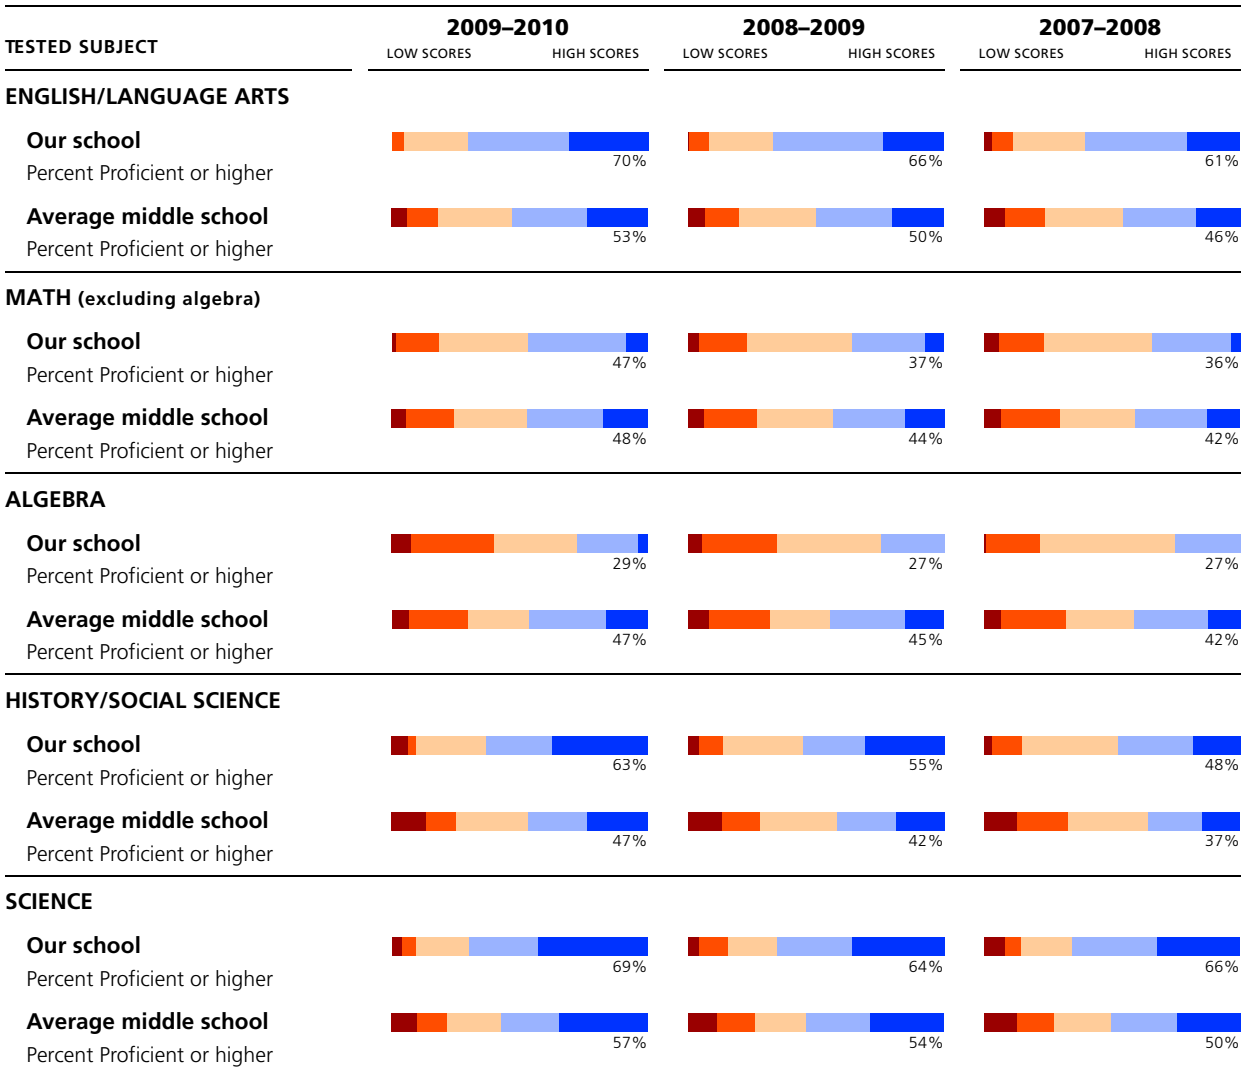 2009–2010 2008–2009 2007–2008
TESTED SUBJECT LOW SCORES HIGH SCORES LOW SCORES HIGH SCORES LOW SCORES HIGH SCORES
ENGLISH/LANGUAGE ARTS
Our school
Percent Proficient or higher 70% 66% 61%
Average middle school
Percent Proficient or higher 53% 50% 46%
MATH (excluding algebra)
Our school
Percent Proficient or higher 47% 37% 36%
Average middle school
Percent Proficient or higher 48% 44% 42%
ALGEBRA
Our school
Percent Proficient or higher 29% 27% 27%
Average middle school
Percent Proficient or higher 47% 45% 42%
HISTORY/SOCIAL SCIENCE
Our school
Percent Proficient or higher 63% 55% 48%
Average middle school
Percent Proficient or higher 47% 42% 37%
SCIENCE
Our school
Percent Proficient or higher 69% 64% 66%
Average middle school
Percent Proficient or higher 57% 54% 50%